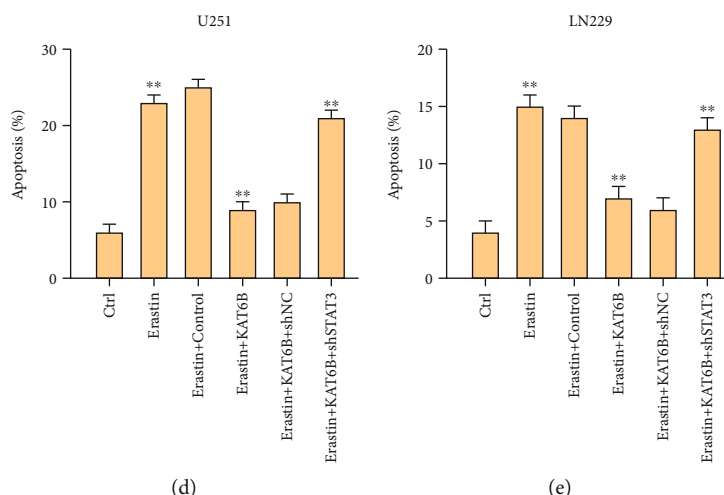 U251
30
20
10
0
Apoptosis (%)
**
**
**
Ctrl
Erastin
Erastin+Control
Erastin+KAT6B
Erastin+KAT6B+shNC
Erastin+KAT6B+shSTAT3
(d)
LN229
20
15
10
5
0
Apoptosis (%)
**
**
**
Ctrl
Erastin
Erastin+Control
Erastin+KAT6B
Erastin+KAT6B+shNC
Erastin+KAT6B+shSTAT3
(e)